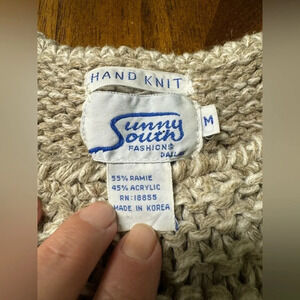 HAND KNIT
Sunny
South
FASHIONS
M
55% RAMIE
45% ACRYLIC
RN:18855
MADE IN KOREA